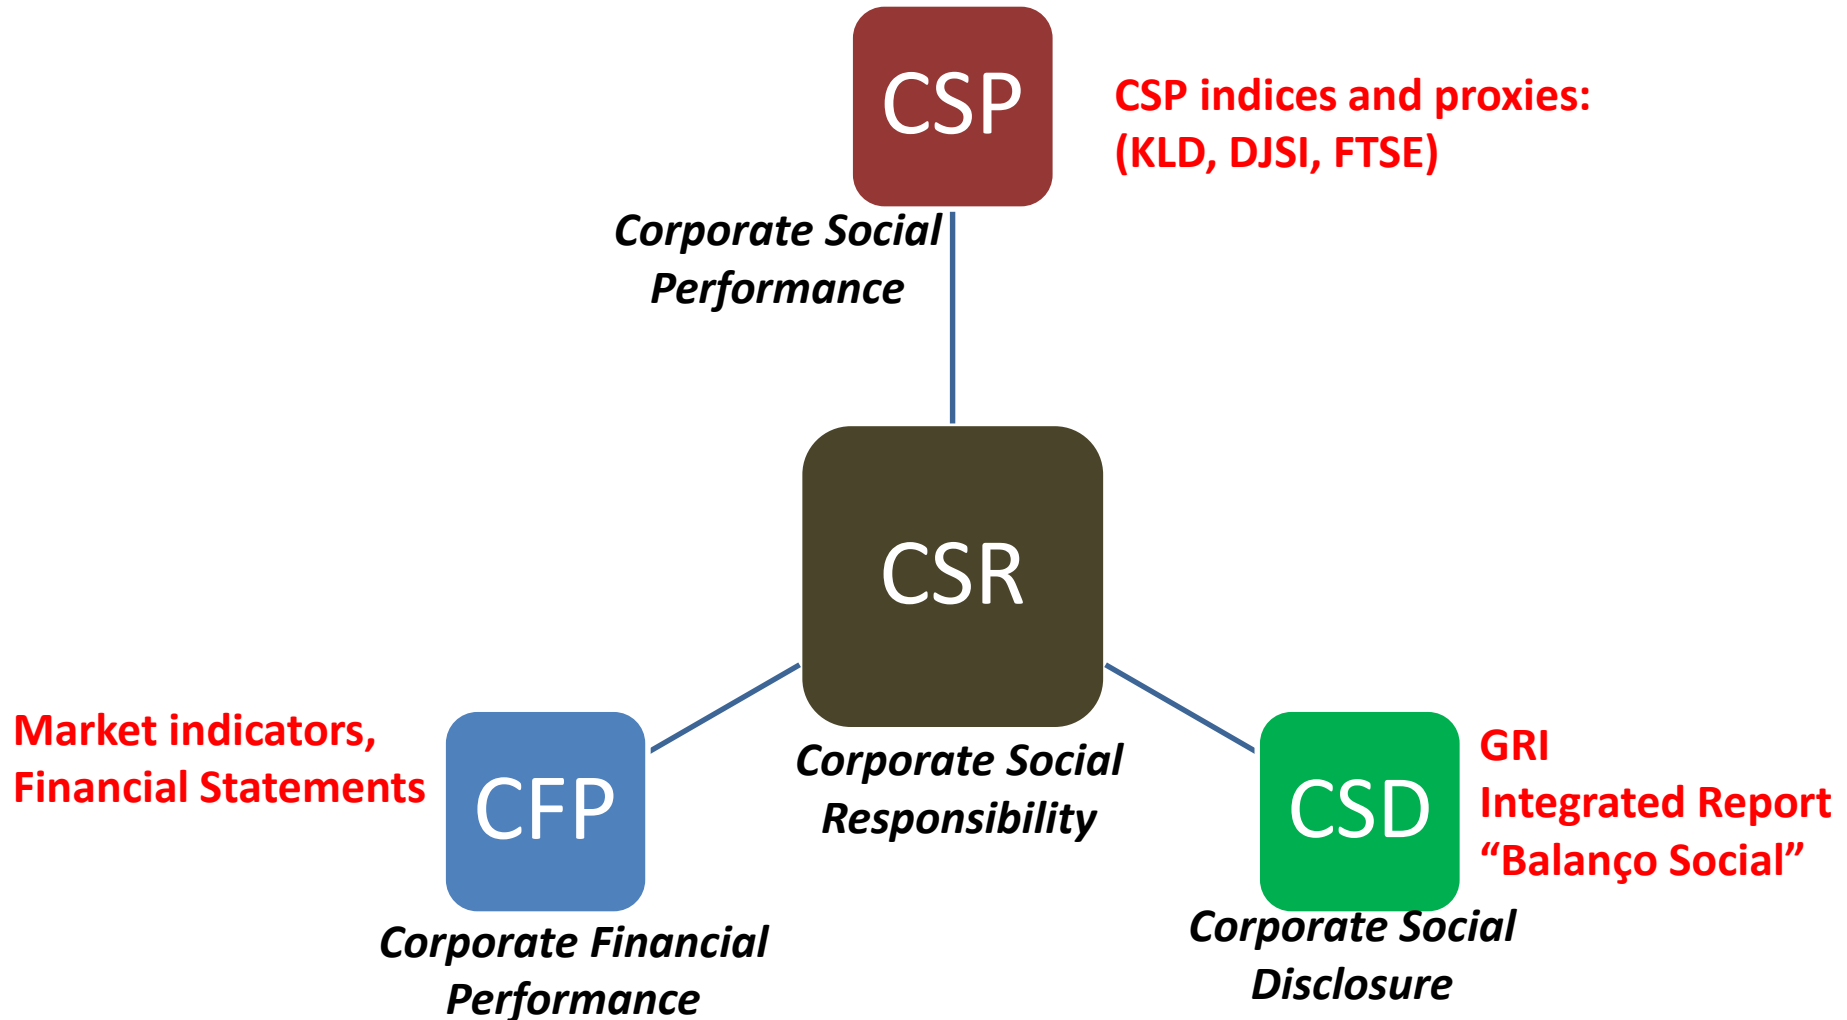 CSP
CSP indices and proxies:
(KLD, DJSI, FTSE)
Corporate Social
Performance
CSR
Corporate Social
Responsibility
Market indicators,
Financial Statements
CFP
Corporate Financial
Performance
CSD
GRI
Integrated Report
“Balanço Social”
Corporate Social
Disclosure